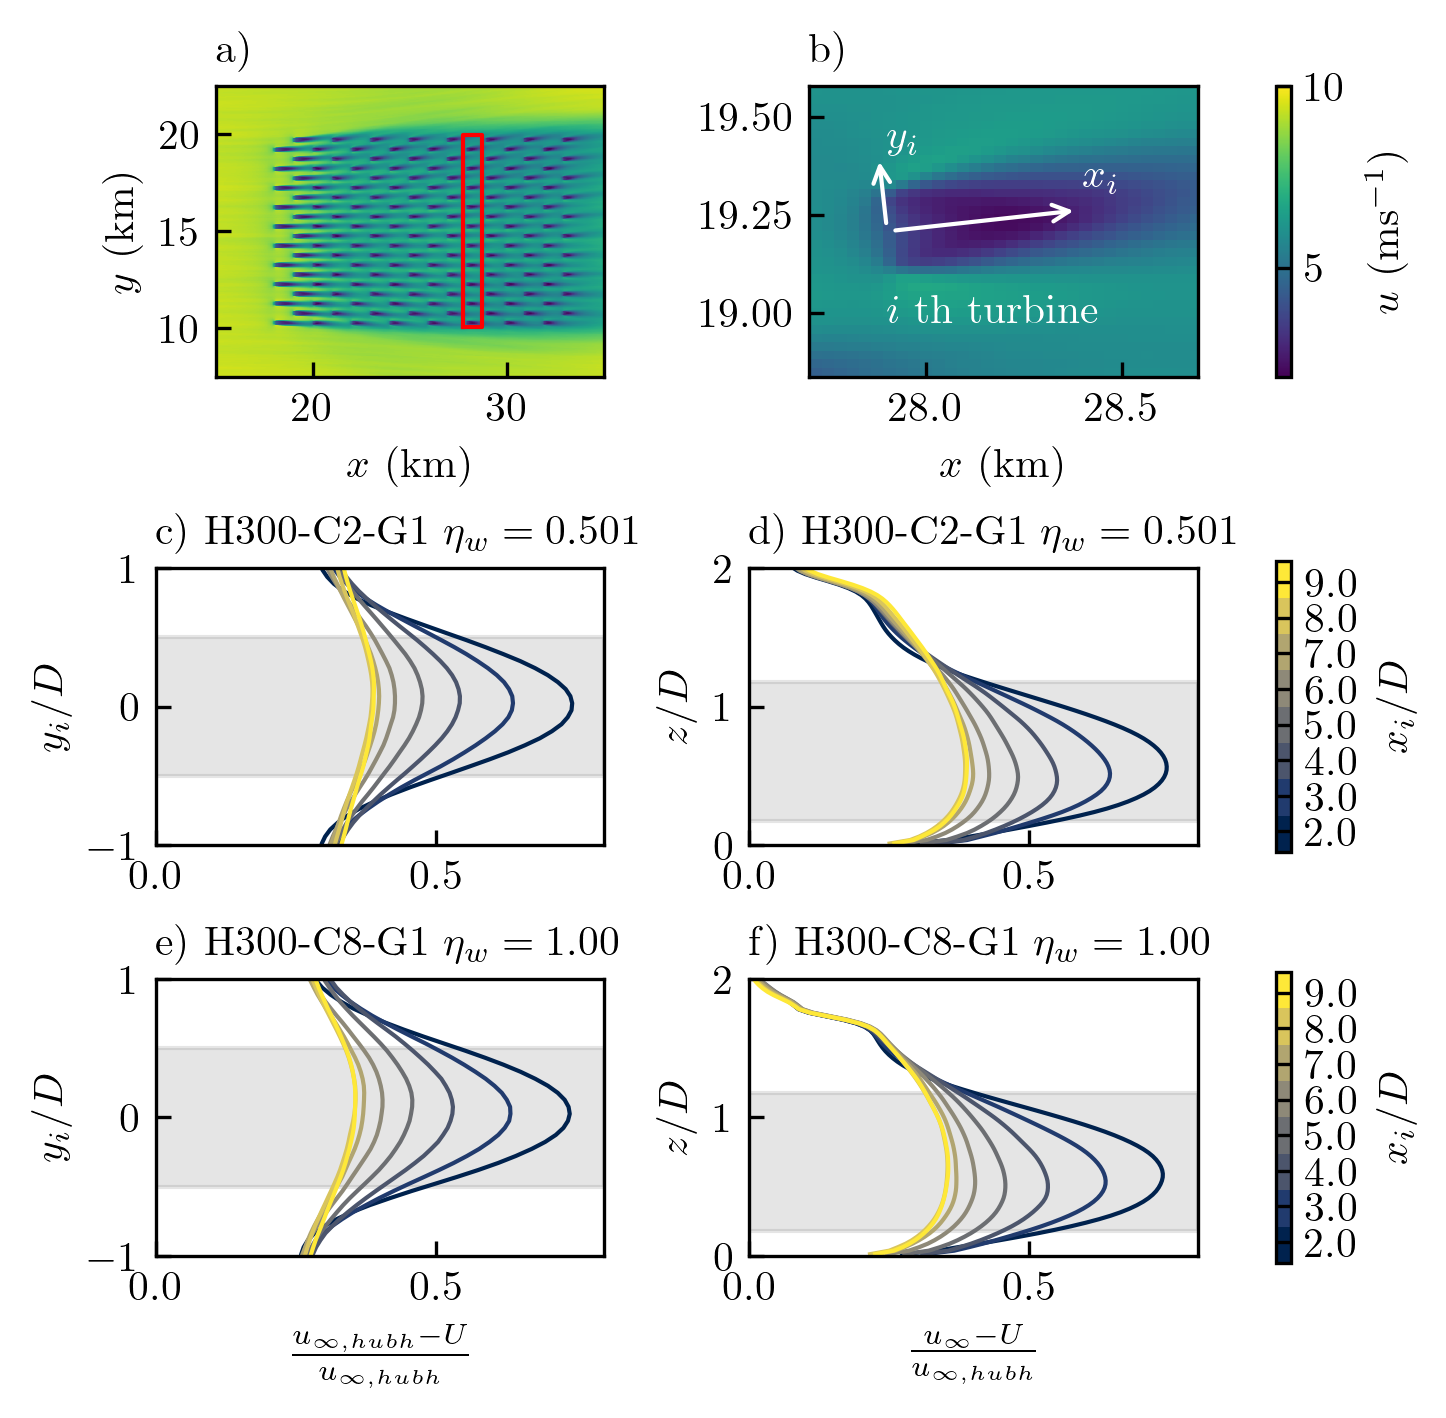 a)
20
15
10
y (km)
20
30
x (km)
b)
19.50
19.25
19.00
y_i
x_i
i th turbine
28.0
28.5
x (km)
10
5
u (ms⁻¹)
c) H300-C2-G1 η_w = 0.501
1
0
−1
y_i/D
0.0
0.5
d) H300-C2-G1 η_w = 0.501
2
1
0
z/D
0.0
0.5
9.0
8.0
7.0
6.0
5.0
4.0
3.0
2.0
x_i/D
e) H300-C8-G1 η_w = 1.00
1
0
−1
y_i/D
0.0
0.5
u_∞,hubh−U
u_∞,hubh
f) H300-C8-G1 η_w = 1.00
2
1
0
z/D
0.0
0.5
u_∞−U
u_∞,hubh
9.0
8.0
7.0
6.0
5.0
4.0
3.0
2.0
x_i/D